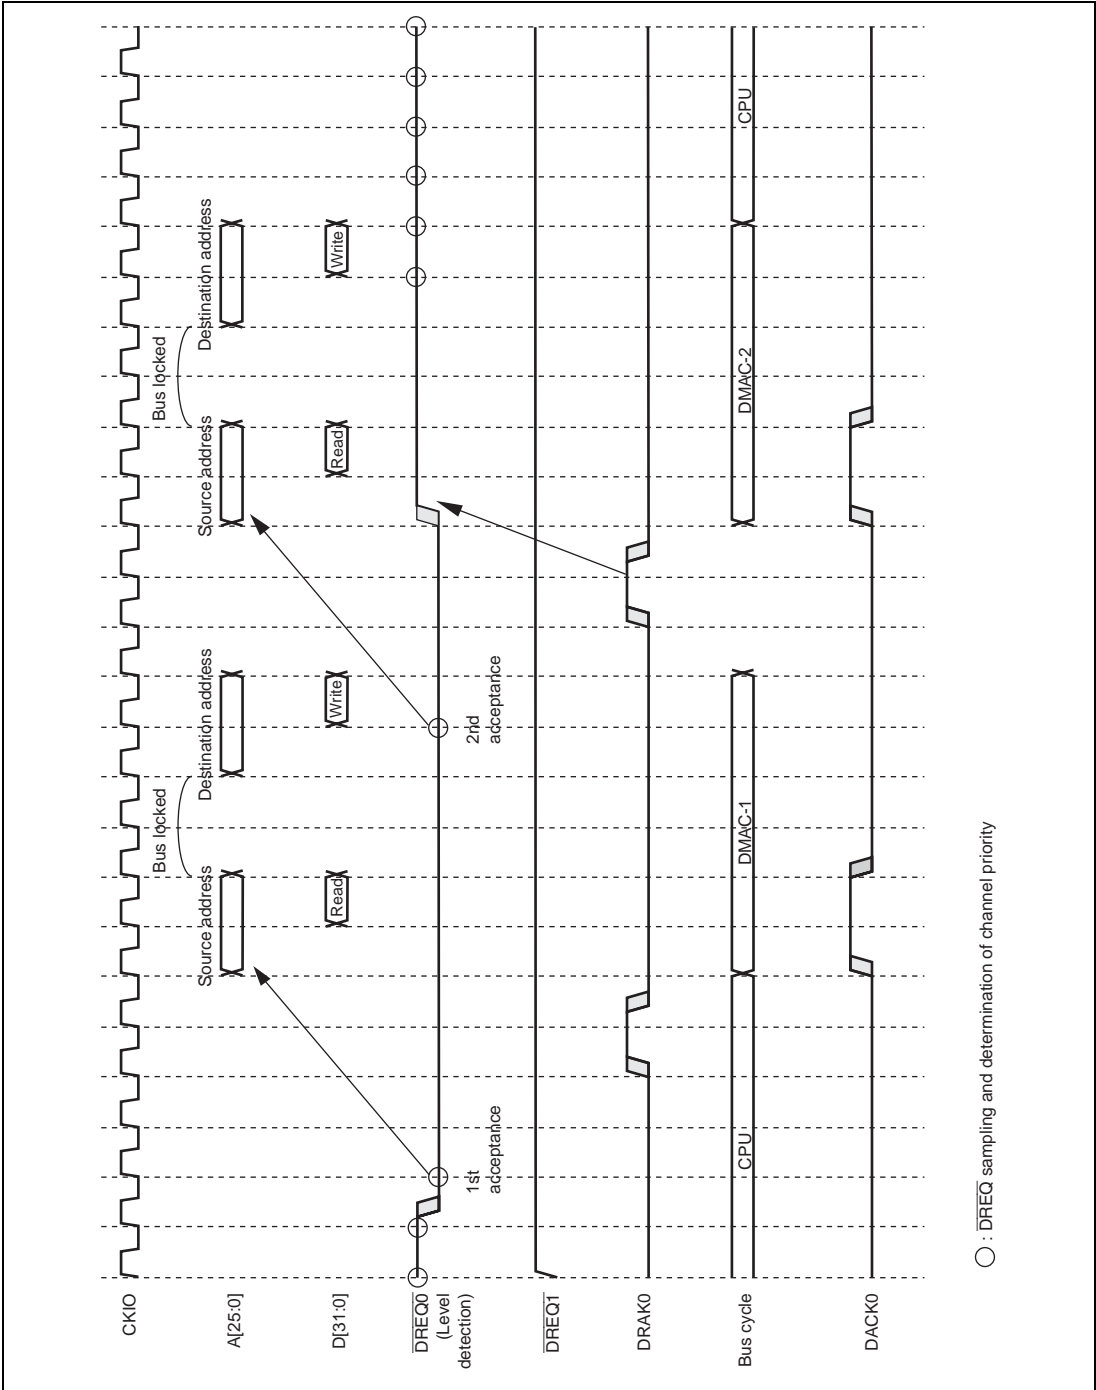 CKIO
Bus locked
Bus locked
A[25:0]
Source address
Destination address
Source address
Destination address
D[31:0]
Read
Write
Read
Write
DREQ0
(Level
detection)
1st
acceptance
2nd
acceptance
DREQ1
DRAK0
Bus cycle
CPU
DMAC-1
DMAC-2
CPU
DACK0
: DREQ sampling and determination of channel priority